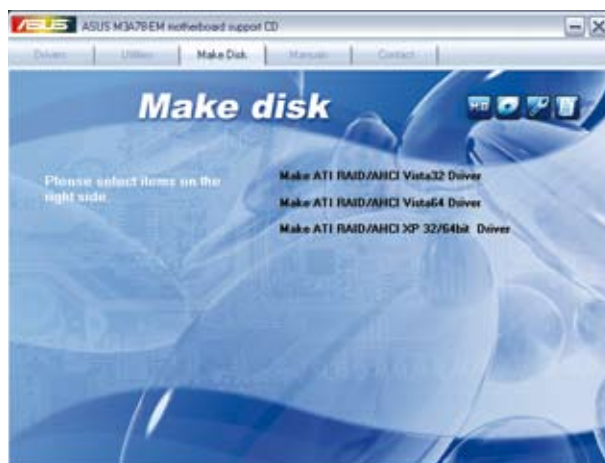 ASUS ASUS M3A78-EM motherboard support CD
Drivers Utilities Make Disk Manuals Contact
Make disk
Please select items on the right side.
Make ATI RAID/AHCI Vista32 Driver
Make ATI RAID/AHCI Vista64 Driver
Make ATI RAID/AHCI XP 32/64bit Driver